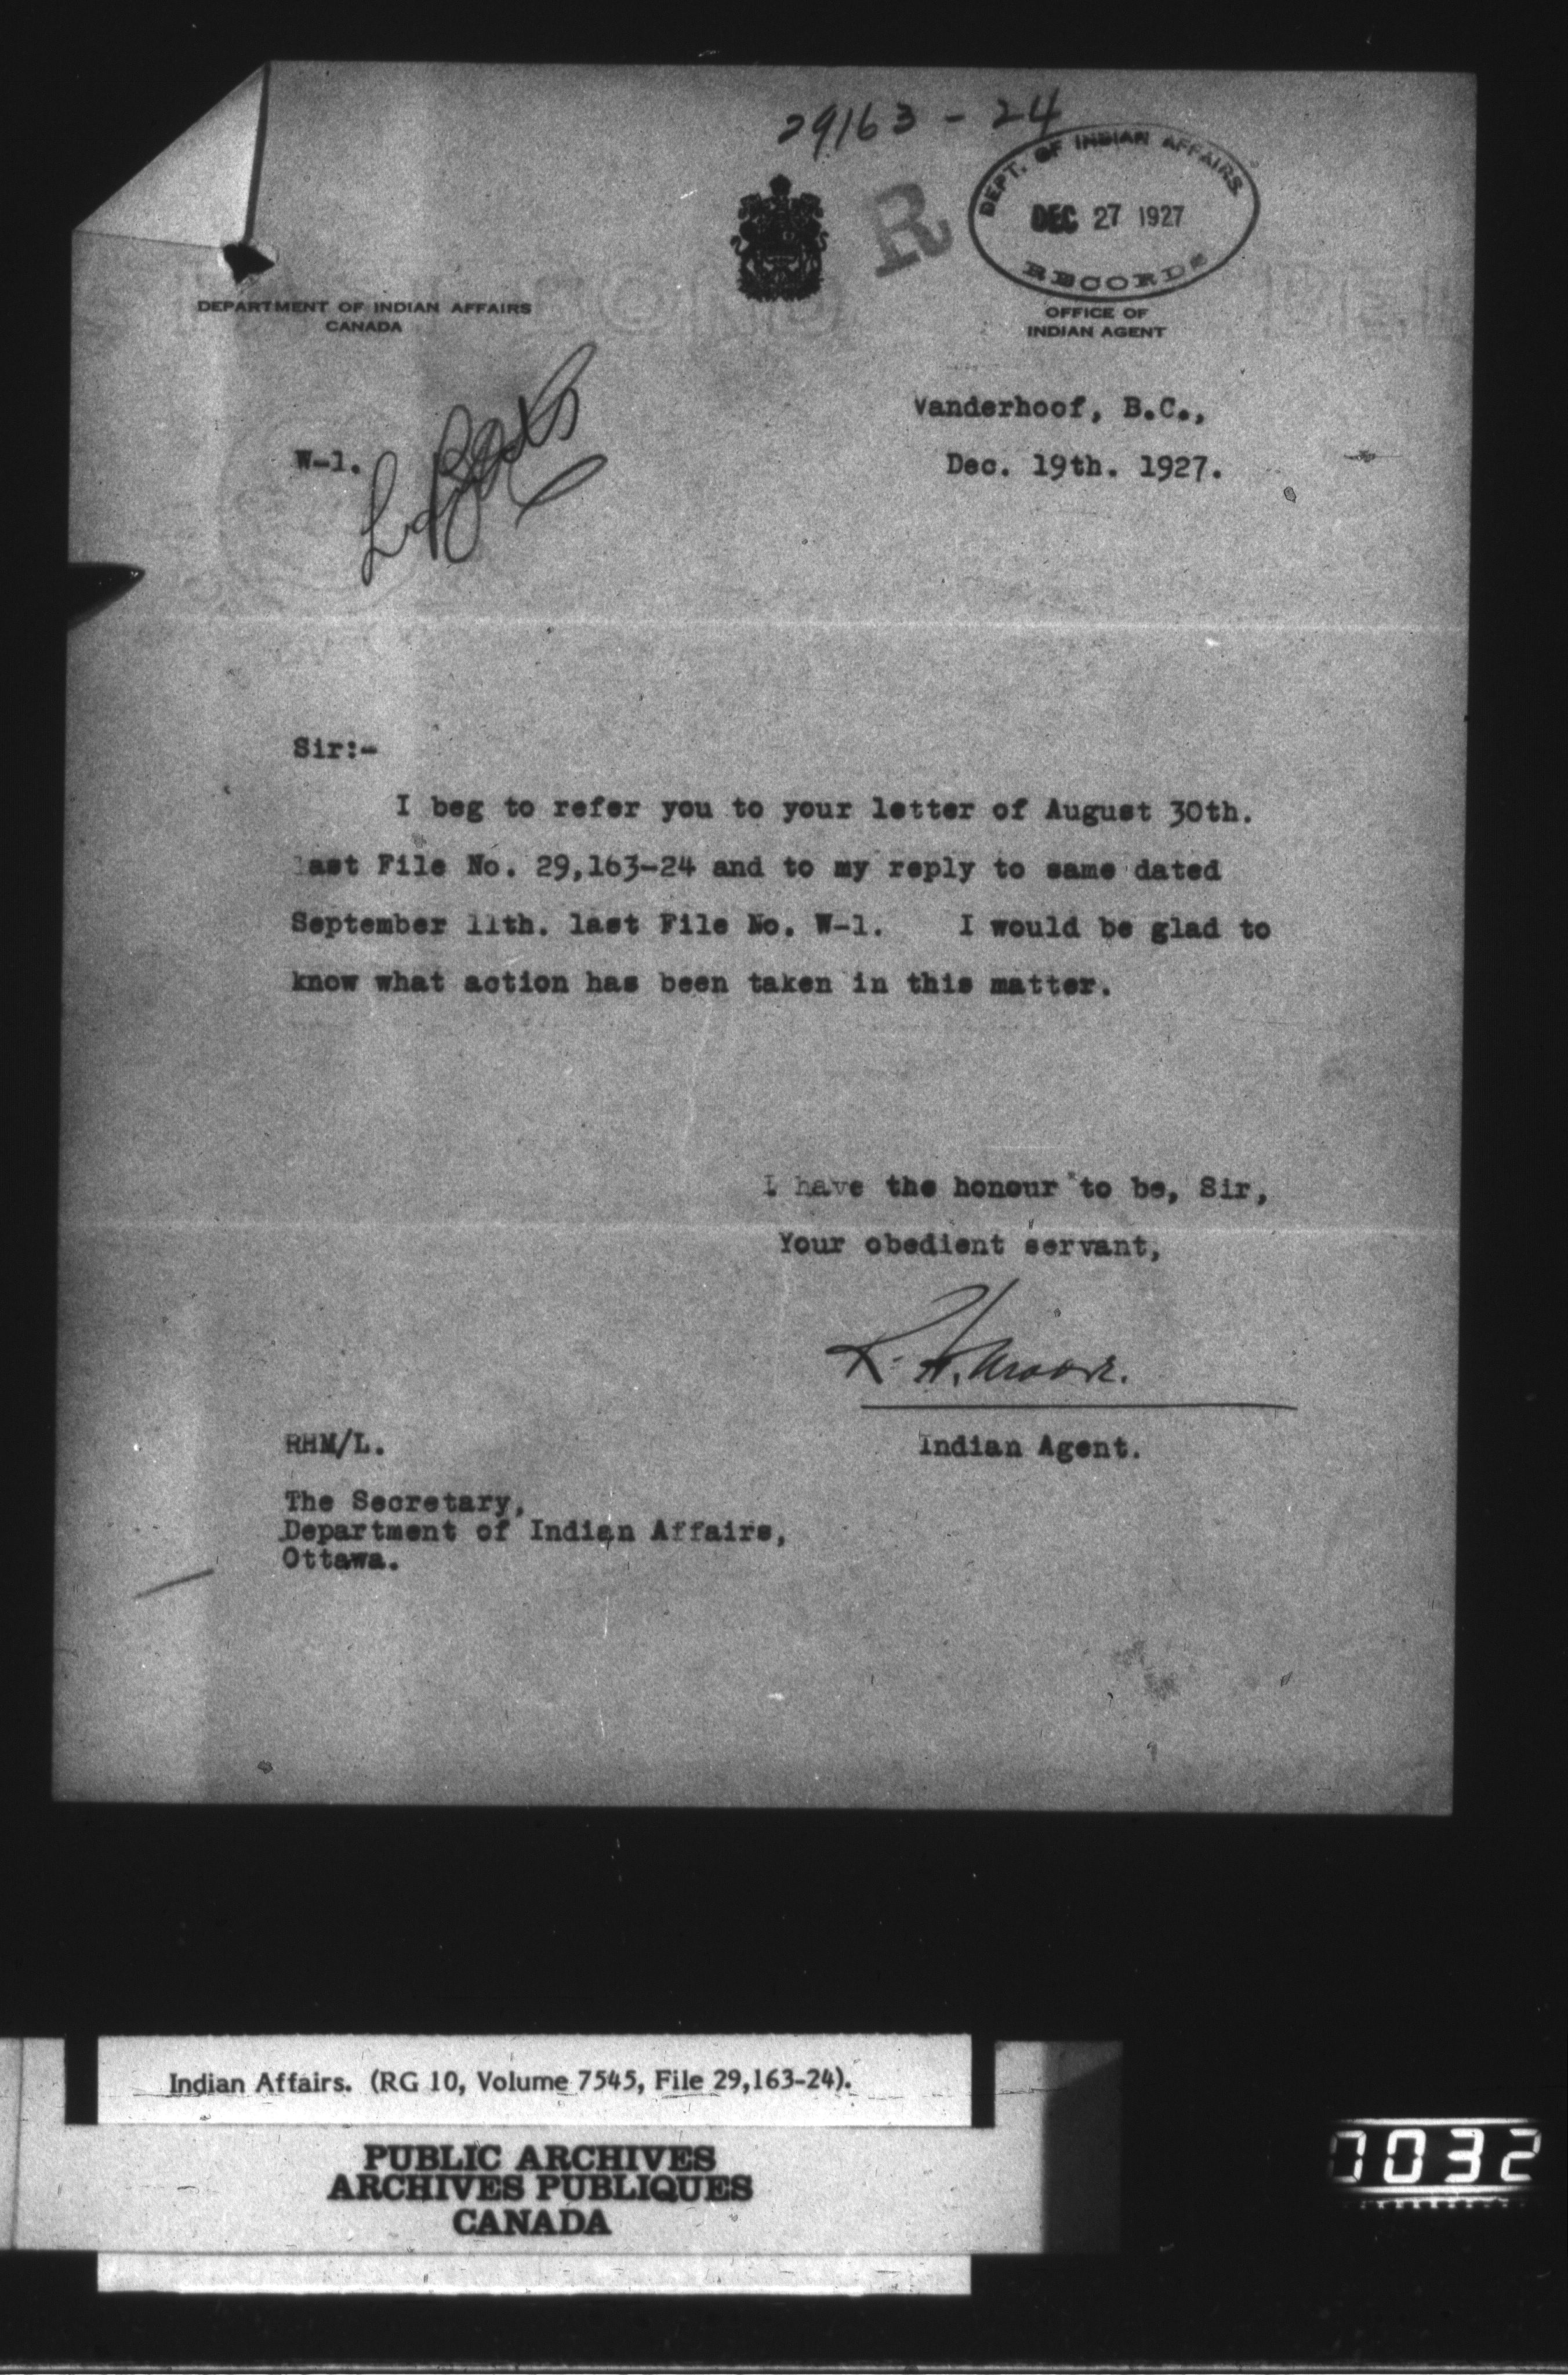 29163 - 24
DEPT. OF INDIAN AFFAIRS
DEC 27 1927
RECORDS
R
DEPARTMENT OF INDIAN AFFAIRS
CANADA
OFFICE OF
INDIAN AGENT
Vanderhoof, B.C.,
W-1.
Dec. 19th. 1927.
Sir:-
I beg to refer you to your letter of August 30th.
last File No. 29,163-24 and to my reply to same dated
September 11th. last File No. W-1. I would be glad to
know what action has been taken in this matter.
I have the honour to be, Sir,
Your obedient servant,
R. H. Moore.
RHM/L.
Indian Agent.
The Secretary,
Department of Indian Affairs,
Ottawa.
Indian Affairs. (RG 10, Volume 7545, File 29,163-24).
PUBLIC ARCHIVES
ARCHIVES PUBLIQUES
CANADA
0032